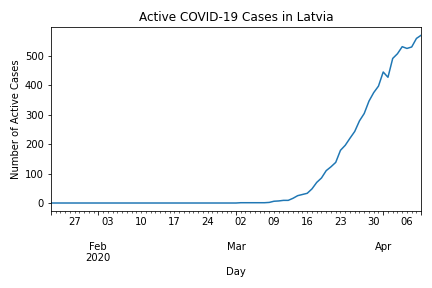 Active COVID-19 Cases in Latvia
Number of Active Cases
500
400
300
200
100
0
27 03 10 17 24 02 09 16 23 30 06
Feb Mar Apr
2020
Day